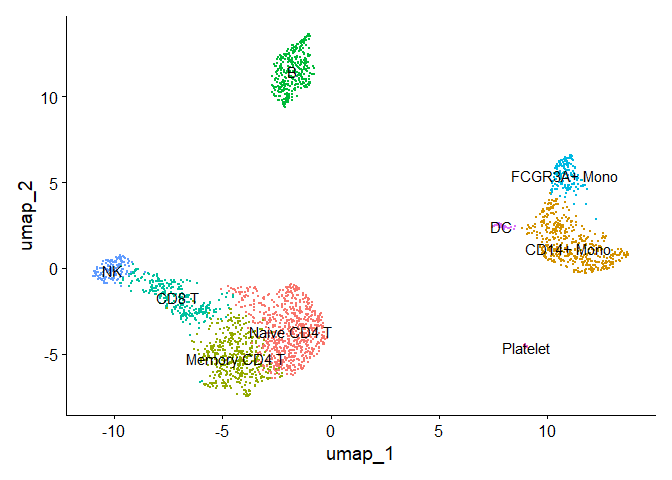 B
10
FCGR3A+ Mono
5
DC
CD14+ Mono
umap_2
0
NK
CD8 T
Naive CD4 T
Platelet
Memory CD4 T
-5
-10
-5
0
5
10
umap_1